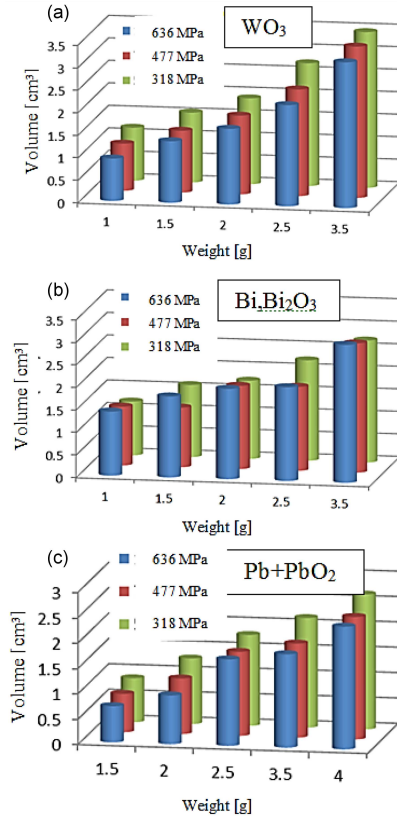 (a)
WO₃
636 MPa
477 MPa
318 MPa
Volume [cm³]
3.5
3
2.5
2
1.5
1
0.5
0
1 1.5 2 2.5 3.5
Weight [g]
(b)
Bi,Bi₂O₃
636 MPa
477 MPa
318 MPa
Volume [cm³]
3.5
3
2.5
2
1.5
1
0.5
0
1 1.5 2 2.5 3.5
Weight [g]
(c)
Pb+PbO₂
636 MPa
477 MPa
318 MPa
Volume [cm³]
3
2.5
2
1.5
1
0.5
0
1.5 2 2.5 3.5 4
Weight [g]